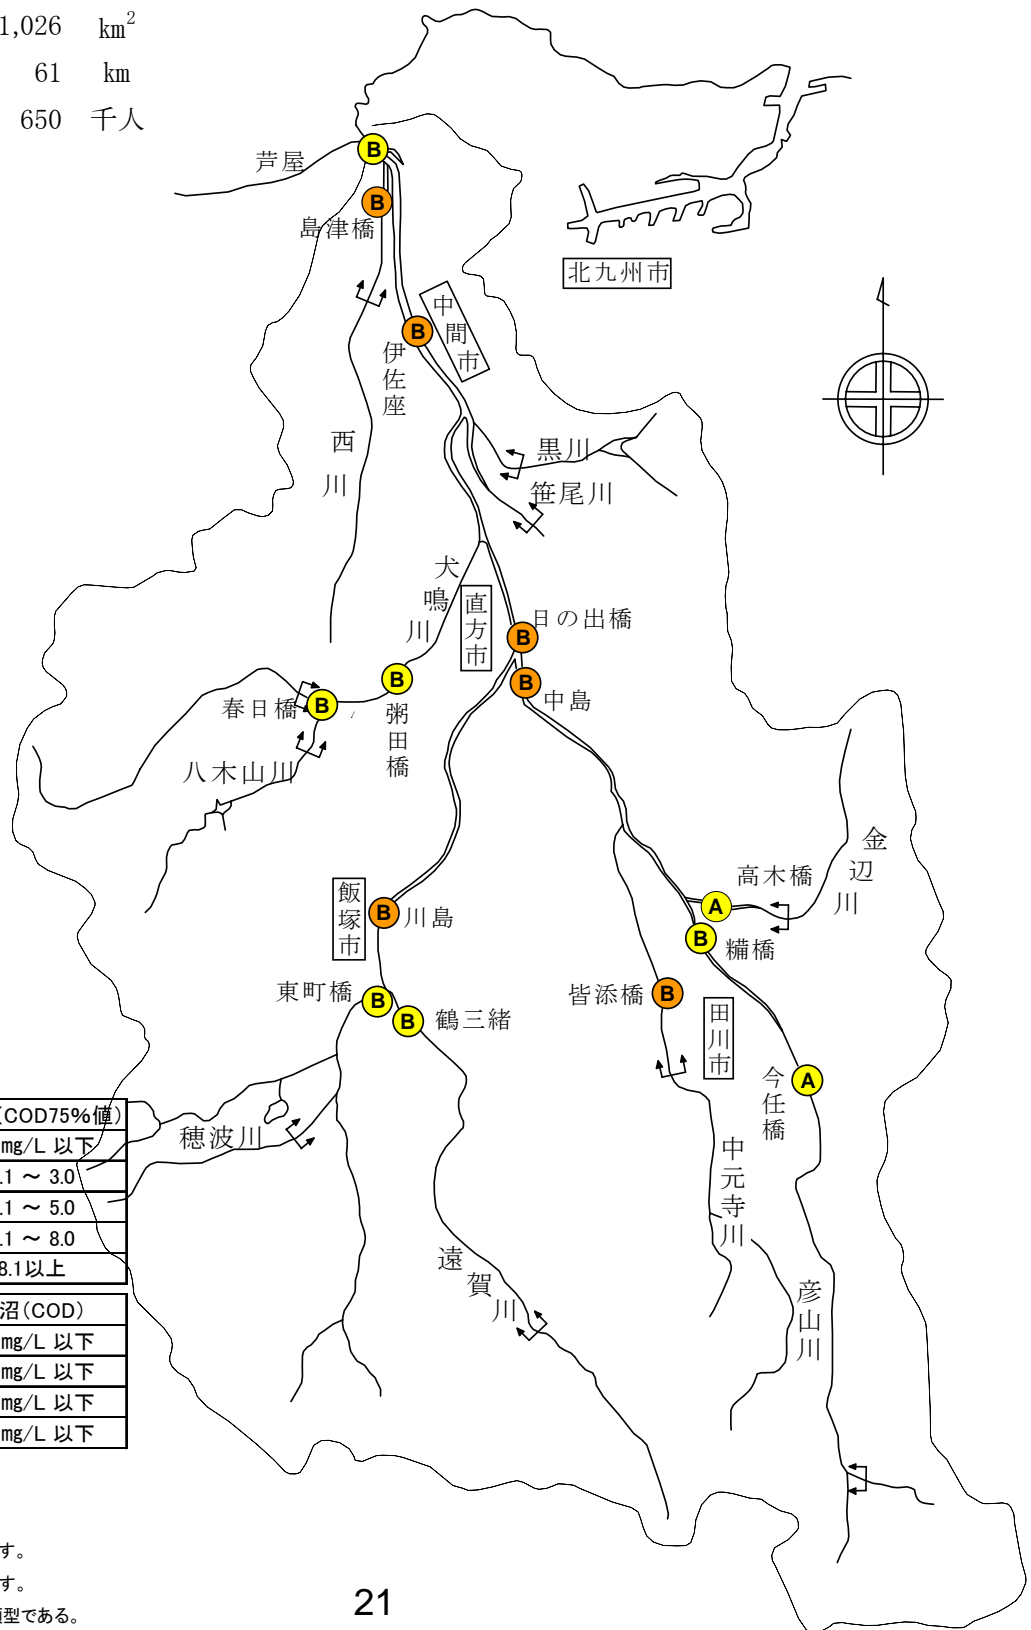 1,026 km2
61 km
650 千人
芦屋
B
B
島津橋
北九州市
中間市
B
伊佐座
西川
B
黒川
笹尾川
犬鳴川
直方市
日の出橋
B
B
中島
B
粥田橋
春日橋
B
八木山川
金辺川
高木橋
A
飯塚市
B
川島
B
糒橋
東町橋
B
B
鶴三緒
皆添橋
B
田川市
今任橋
A
穂波川
中元寺川
遠賀川
彦山川
(COD75%値)
mg/L 以下
.1 ～ 3.0
.1 ～ 5.0
.1 ～ 8.0
8.1以上
沼(COD)
mg/L 以下
mg/L 以下
mg/L 以下
mg/L 以下
す。
す。
類型である。
21